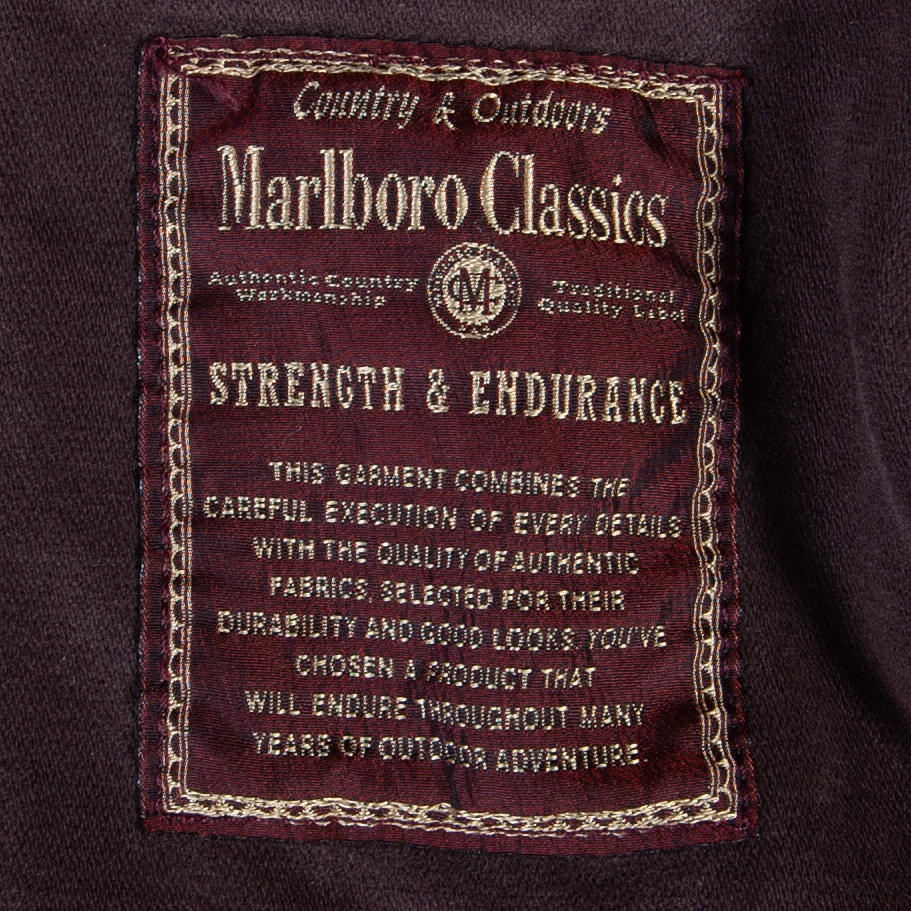 Country & Outdoors
Marlboro Classics
Authentic Country Workmanship
M
Traditional Quality Label
STRENGTH & ENDURANCE
THIS GARMENT COMBINES THE
CAREFUL EXECUTION OF EVERY DETAILS
WITH THE QUALITY OF AUTHENTIC
FABRICS, SELECTED FOR THEIR
DURABILITY AND GOOD LOOKS. YOU'VE
CHOSEN A PRODUCT THAT
WILL ENDURE THROUGHOUT MANY
YEARS OF OUTDOOR ADVENTURE.